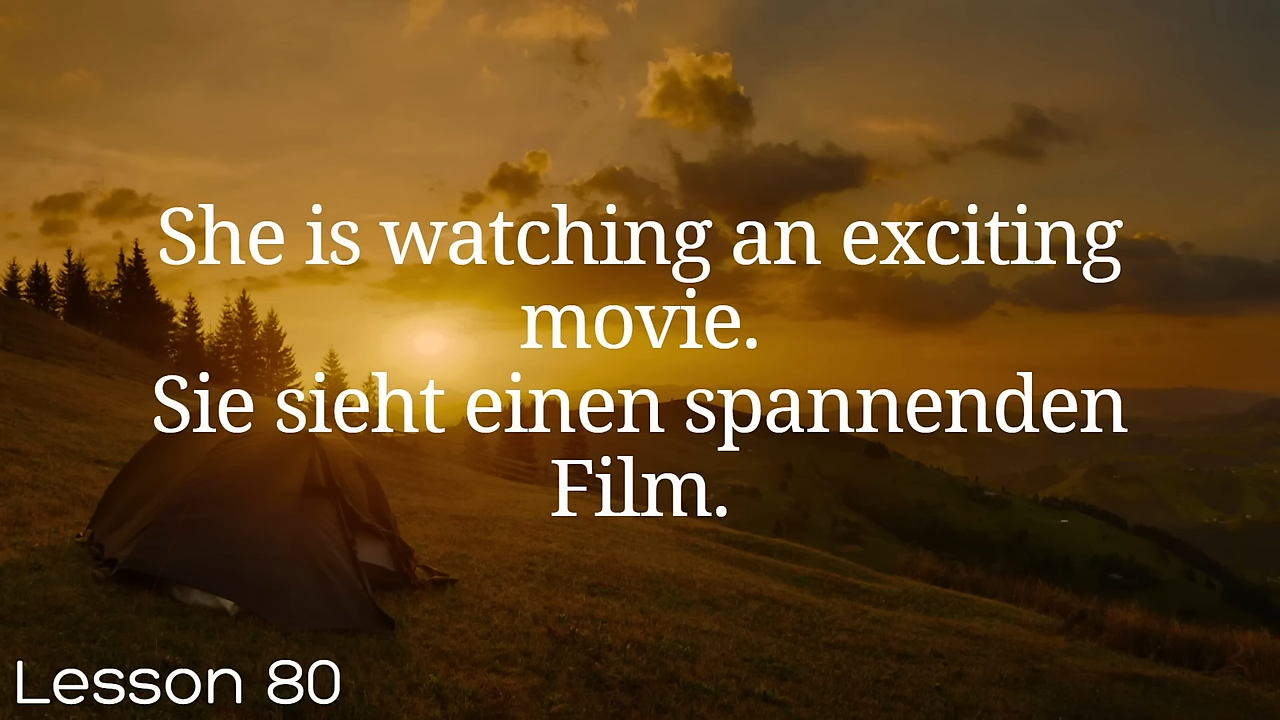 She is watching an exciting
movie.
Sie sieht einen spannenden
Film.
Lesson 80